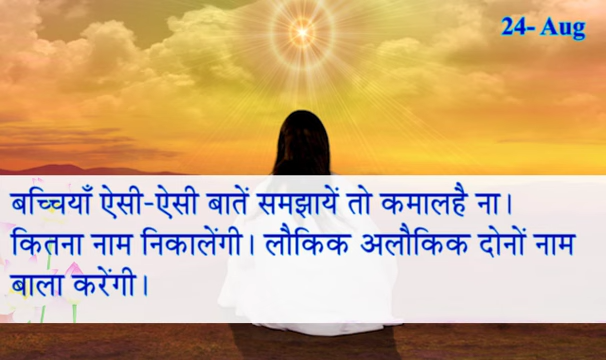 24- Aug
बच्चियाँ ऐसी-ऐसी बातें समझायें तो कमालहै ना।
कितना नाम निकालेंगी। लौकिक अलौकिक दोनों नाम
बाला करेंगी।